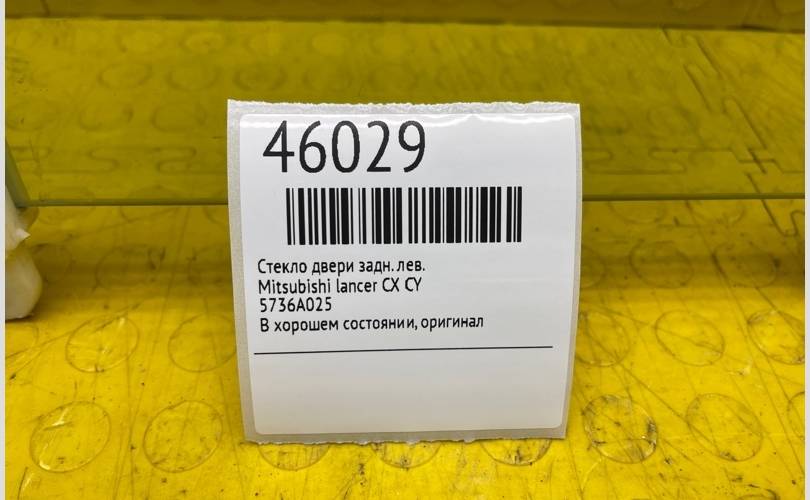 46029
Стекло двери задн. лев.
Mitsubishi lancer CX CY
5736A025
В хорошем состоянии, оригинал